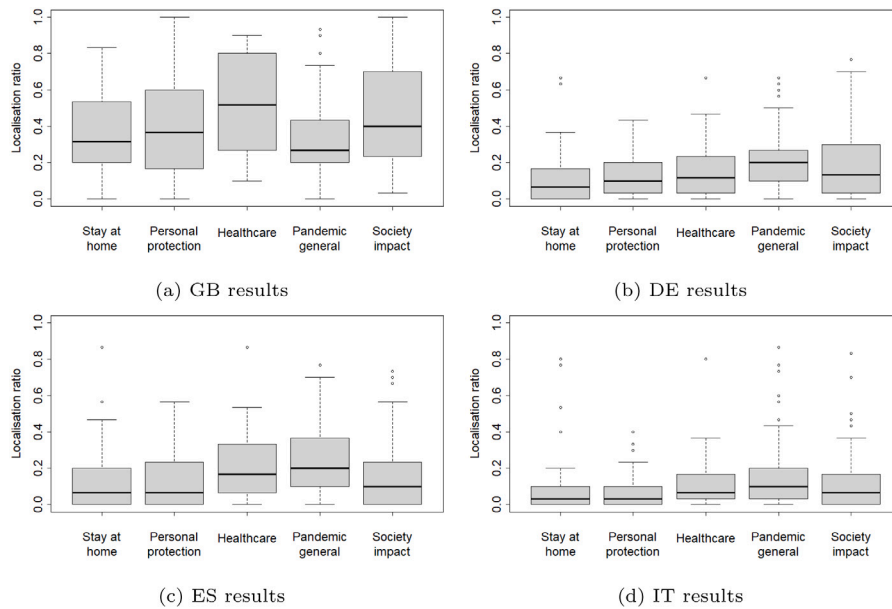 Localisation ratio
0.0 0.2 0.4 0.6 0.8 1.0
Stay at home
Personal protection
Healthcare
Pandemic general
Society impact
(a) GB results
Localisation ratio
0.0 0.2 0.4 0.6 0.8 1.0
Stay at home
Personal protection
Healthcare
Pandemic general
Society impact
(b) DE results
Localisation ratio
0.0 0.2 0.4 0.6 0.8 1.0
Stay at home
Personal protection
Healthcare
Pandemic general
Society impact
(c) ES results
Localisation ratio
0.0 0.2 0.4 0.6 0.8 1.0
Stay at home
Personal protection
Healthcare
Pandemic general
Society impact
(d) IT results